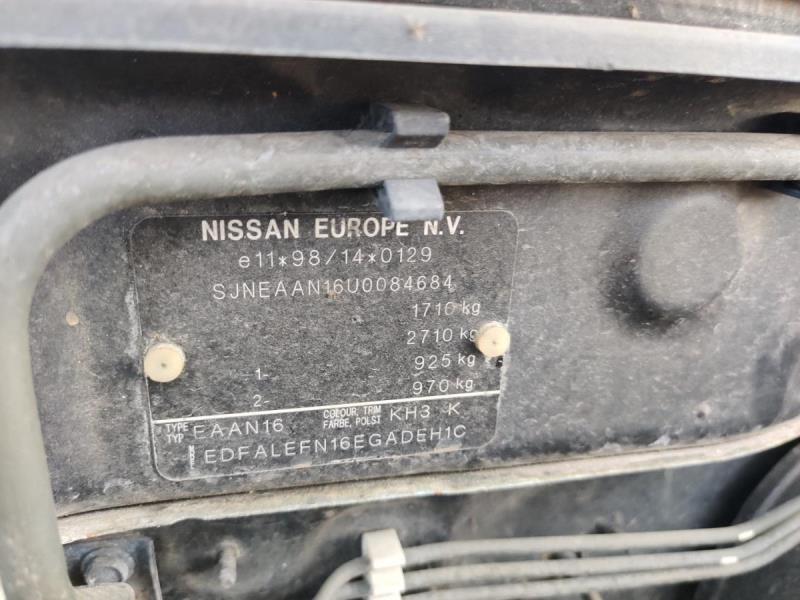 NISSAN EUROPE N.V.
e11*98/14*0129
SJNEAAN16U0084684
1710 kg
2710 kg
1- 925 kg
2- 970 kg
TYPE TYP EAAN16 COLOUR, TRIM FARBE, POLST KH3 K
EDFALEFN16EGADEH1C